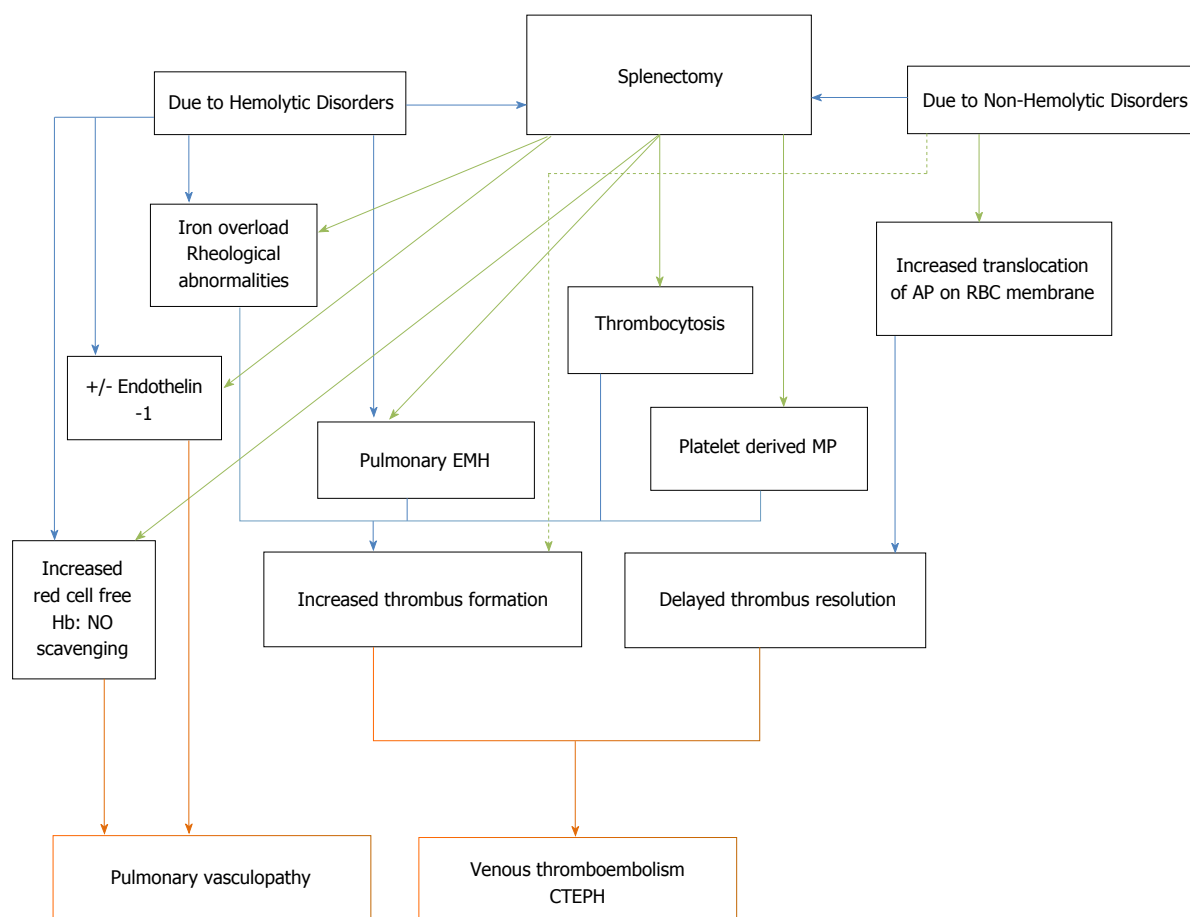 Splenectomy
Due to Hemolytic Disorders
Due to Non-Hemolytic Disorders
Iron overload
Rheological
abnormalities
Increased translocation
of AP on RBC membrane
Thrombocytosis
+/- Endothelin
-1
Platelet derived MP
Pulmonary EMH
Increased
red cell free
Hb: NO
scavenging
Increased thrombus formation
Delayed thrombus resolution
Pulmonary vasculopathy
Venous thromboembolism
CTEPH